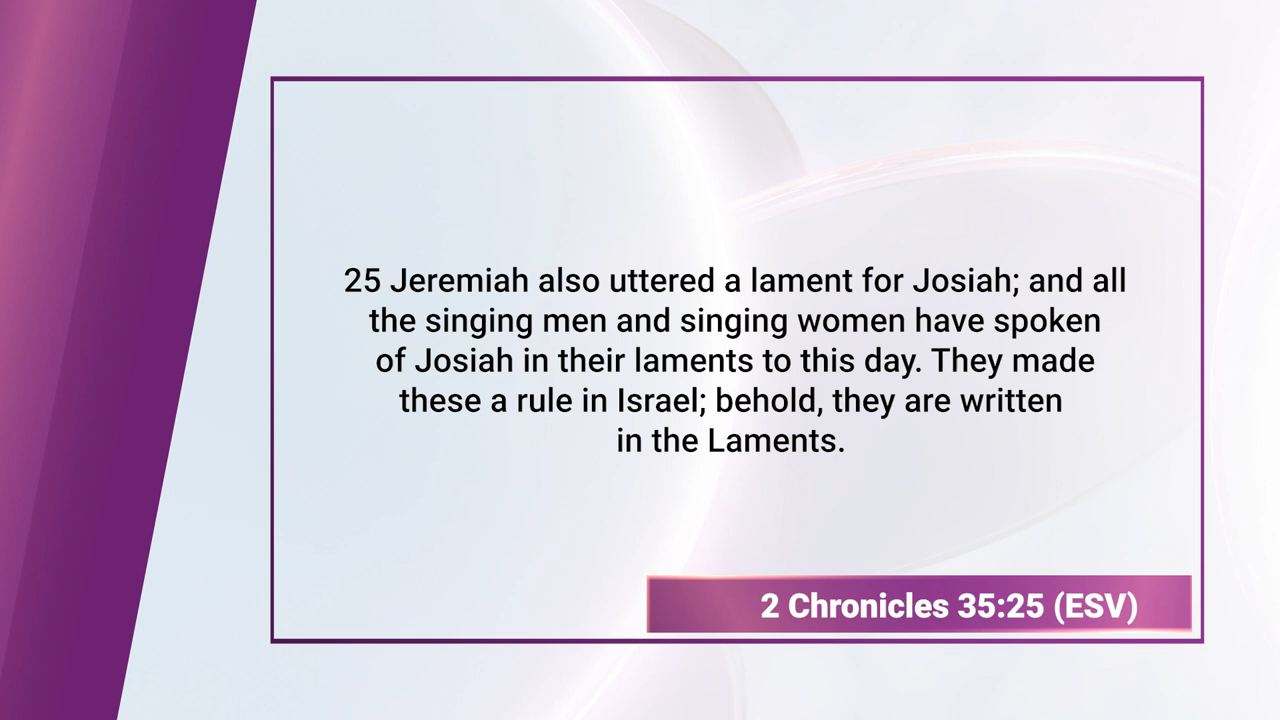 25 Jeremiah also uttered a lament for Josiah; and all
the singing men and singing women have spoken
of Josiah in their laments to this day. They made
these a rule in Israel; behold, they are written
in the Laments.
2 Chronicles 35:25 (ESV)